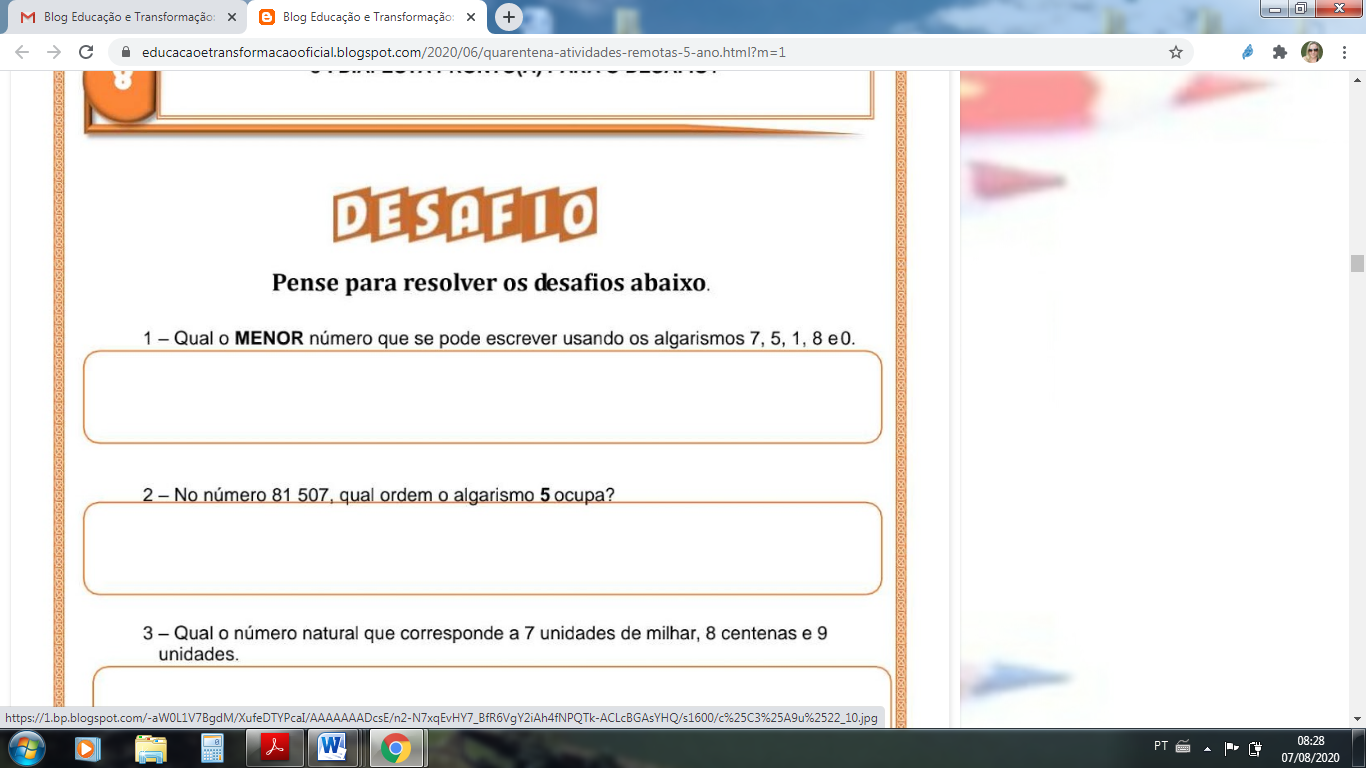 Blog Educação e Transformação:
Blog Educação e Transformação:
educacaoetransformacaooficial.blogspot.com/2020/06/quarentena-atividades-remotas-5-ano.html?m=1
8
DESAFIO
Pense para resolver os desafios abaixo.
1 – Qual o MENOR número que se pode escrever usando os algarismos 7, 5, 1, 8 e 0.
2 – No número 81 507, qual ordem o algarismo 5 ocupa?
3 – Qual o número natural que corresponde a 7 unidades de milhar, 8 centenas e 9
unidades.
https://1.bp.blogspot.com/-aW0L1V7BgdM/XufeDTYPcaI/AAAAAAADcsE/n2-N7xqEvHY7_BfR6VgY2iAh4fNPQTk-ACLcBGAsYHQ/s1600/c%25C3%25A9u%2522_10.jpg
PT
08:28
07/08/2020